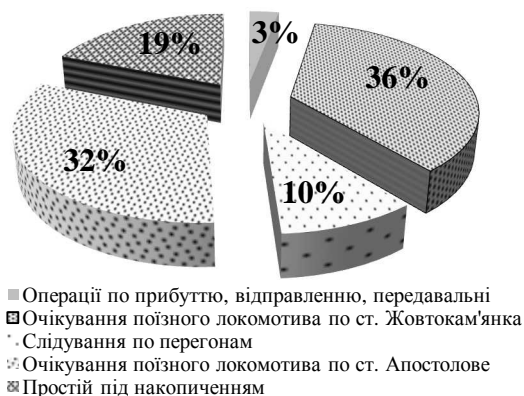 19%
3%
36%
32%
10%
Операції по прибуттю, відправленню, передавальні
Очікування поїзного локомотива по ст. Жовтокам'янка
Слідування по перегонам
Очікування поїзного локомотива по ст. Апостолове
Простій під накопиченням